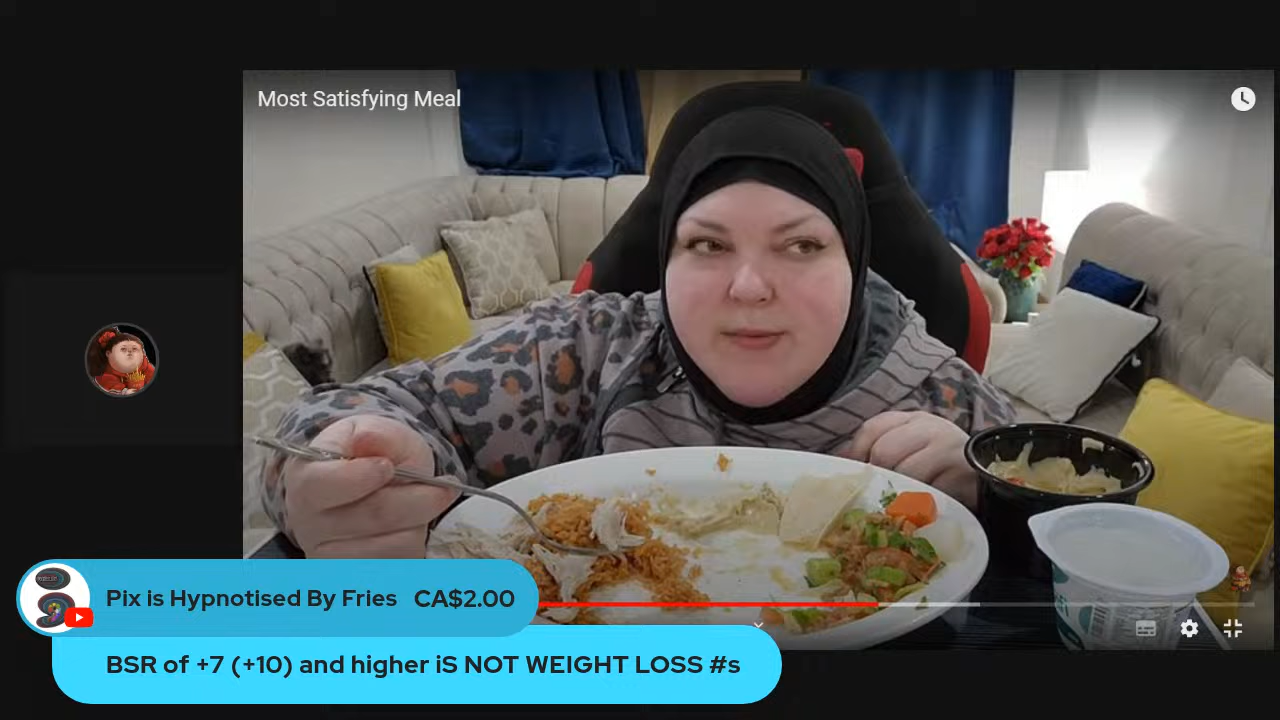 Most Satisfying Meal
Pix is Hypnotised By Fries CA$2.00
BSR of +7 (+10) and higher iS NOT WEIGHT LOSS #s